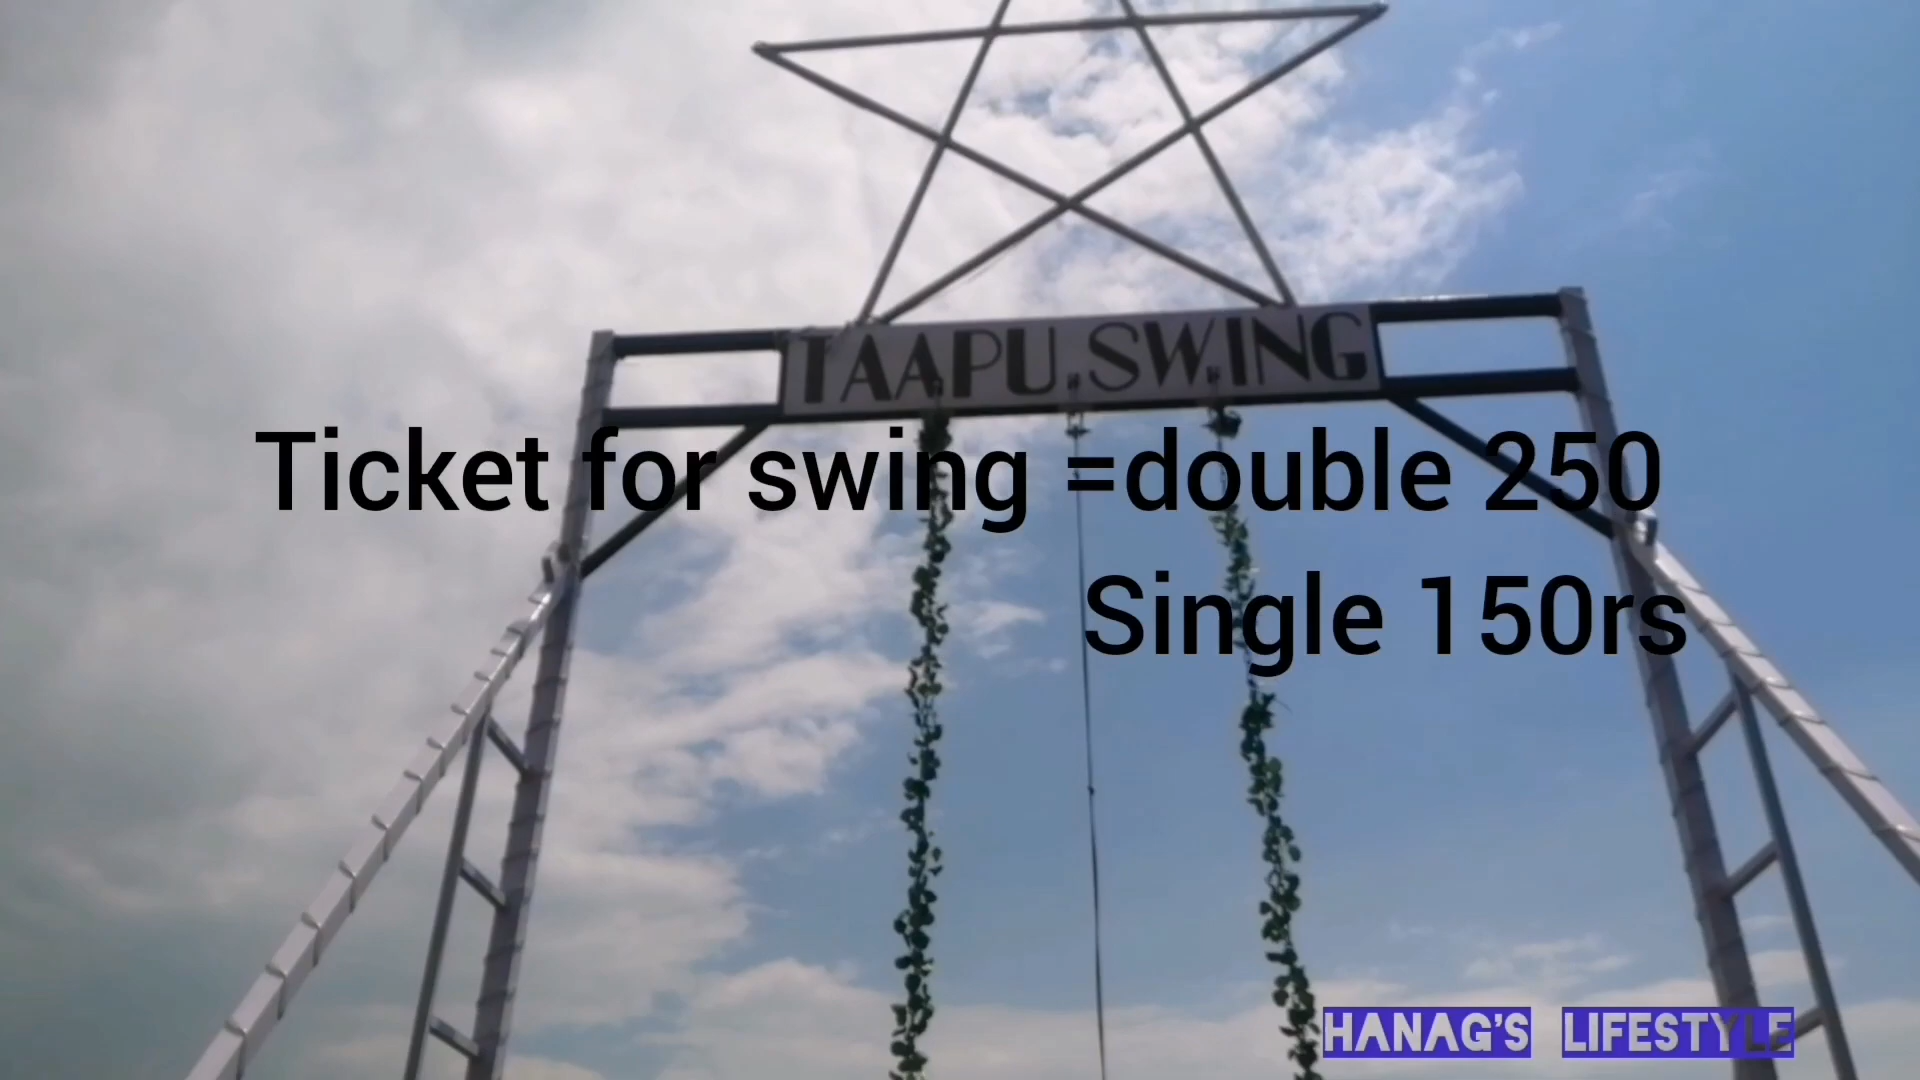 TAAPU SWING
Ticket for swing =double 250
Single 150rs
HANAG'S LIFESTYLE